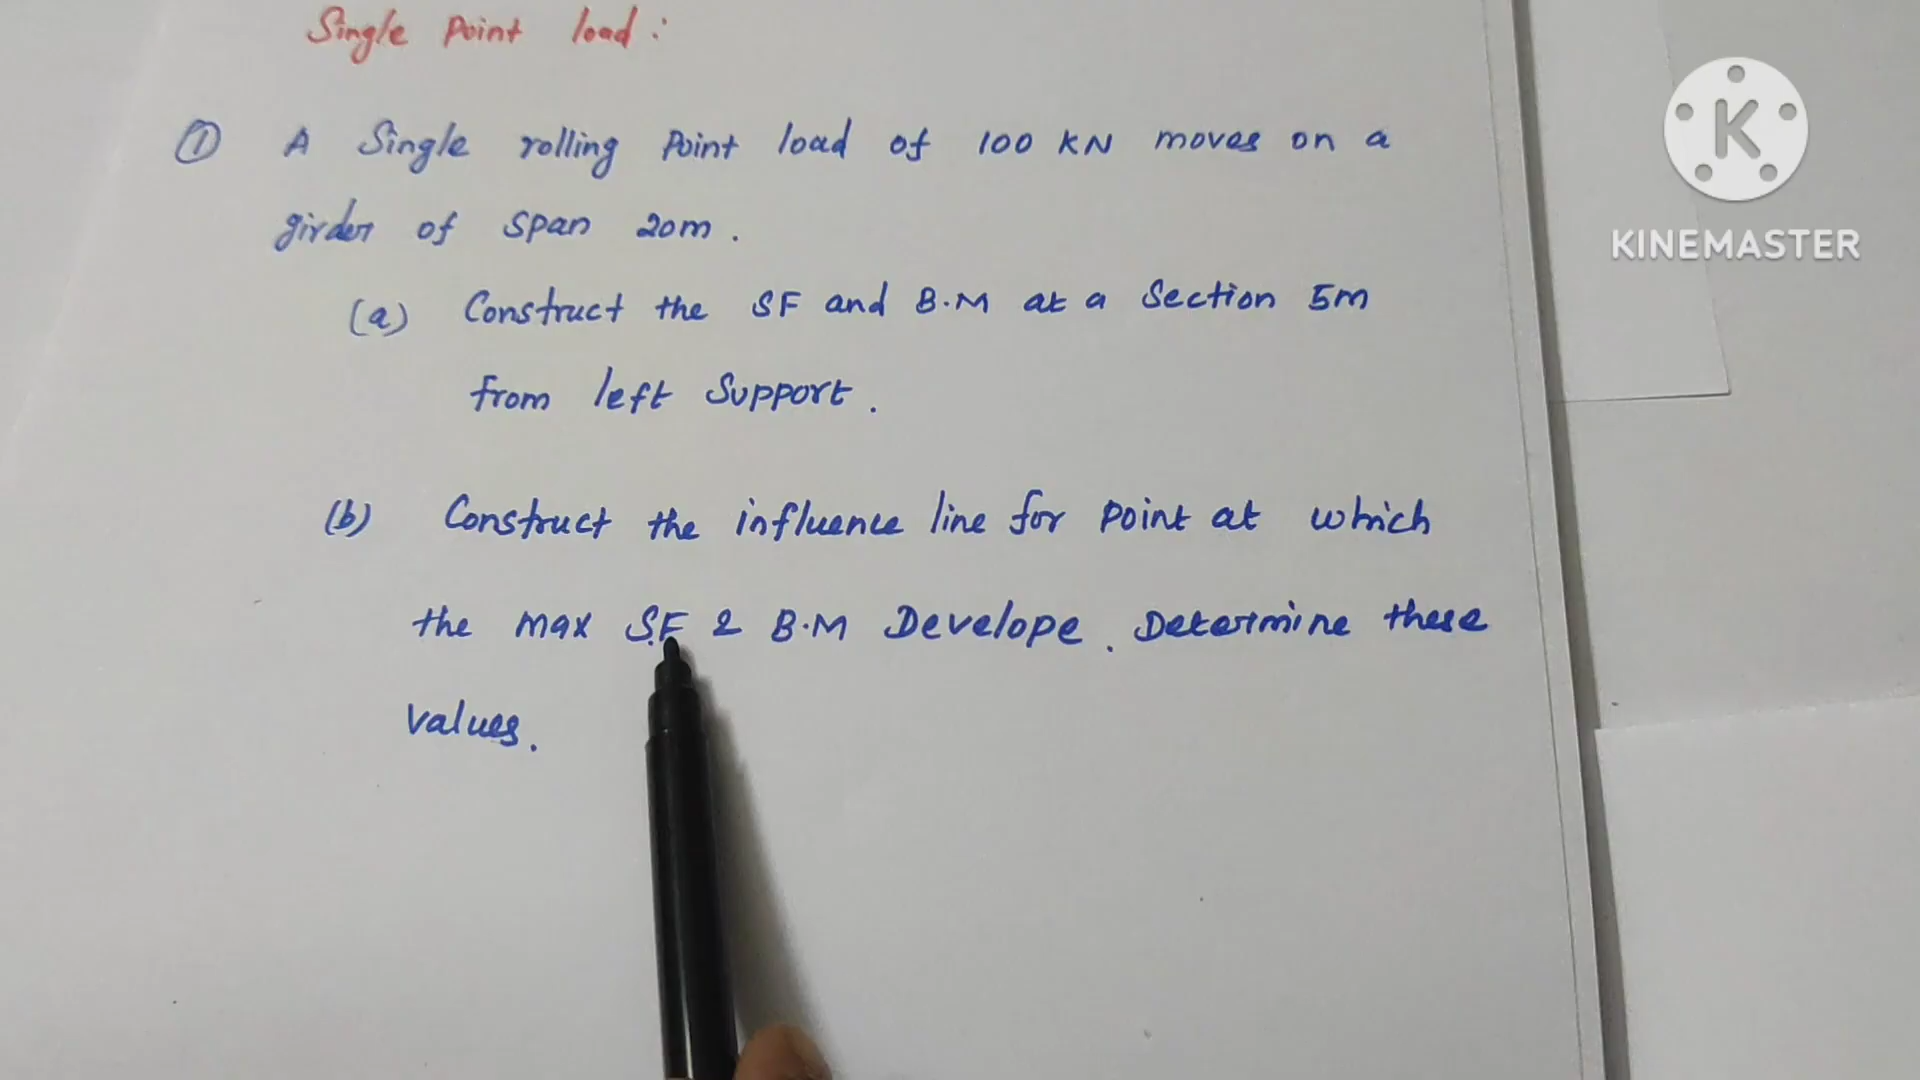 Single Point load :
① A Single rolling Point load of 100 KN moves on a
girder of span 20m .
(a) Construct the SF and B.M at a Section 5m
from left Support .
(b) Construct the influence line for Point at which
the max S.F & B.M Develope . Determine these
values .
K
KINEMASTER